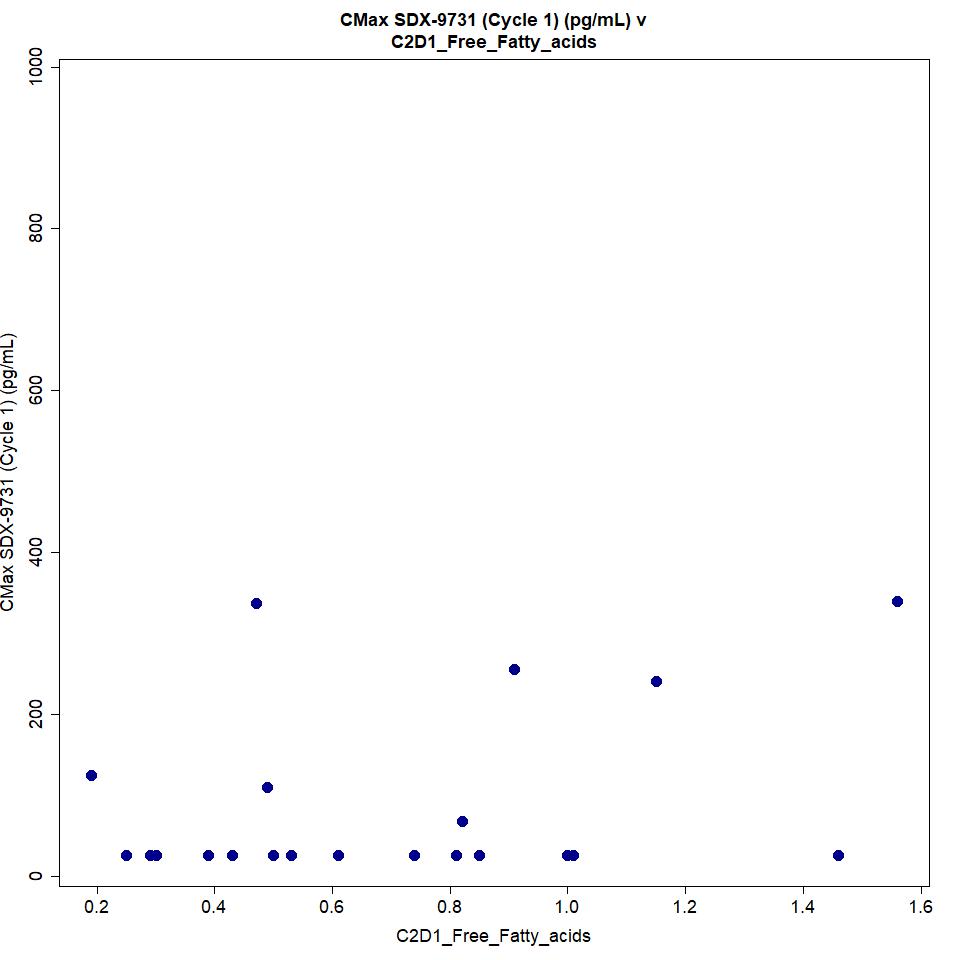 CMax SDX-9731 (Cycle 1) (pg/mL) v
C2D1_Free_Fatty_acids
1000
800
600
400
200
0
CMax SDX-9731 (Cycle 1) (pg/mL)
0.2 0.4 0.6 0.8 1.0 1.2 1.4 1.6
C2D1_Free_Fatty_acids